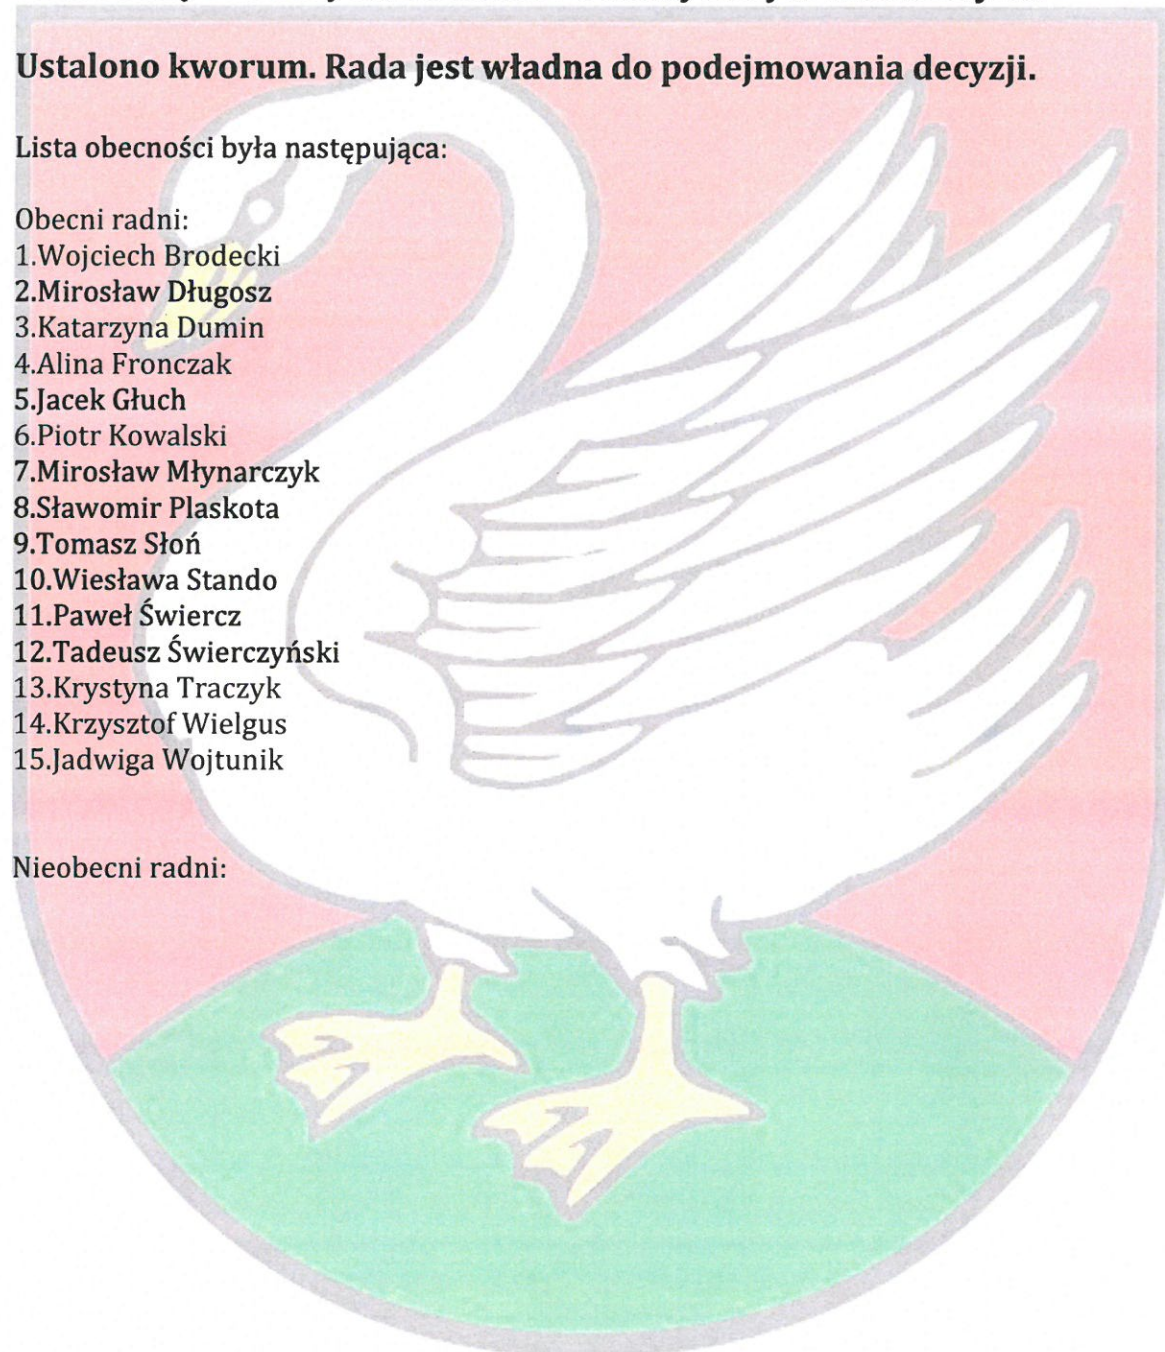 Ustalono kworum. Rada jest władna do podejmowania decyzji.
Lista obecności była następująca:
Obecni radni:
1.Wojciech Brodecki
2.Mirosław Długosz
3.Katarzyna Dumin
4.Alina Fronczak
5.Jacek Głuch
6.Piotr Kowalski
7.Mirosław Młynarczyk
8.Sławomir Plaskota
9.Tomasz Słoń
10.Wiesława Stando
11.Paweł Świercz
12.Tadeusz Świerczyński
13.Krystyna Traczyk
14.Krzysztof Wielgus
15.Jadwiga Wojtunik
Nieobecni radni: